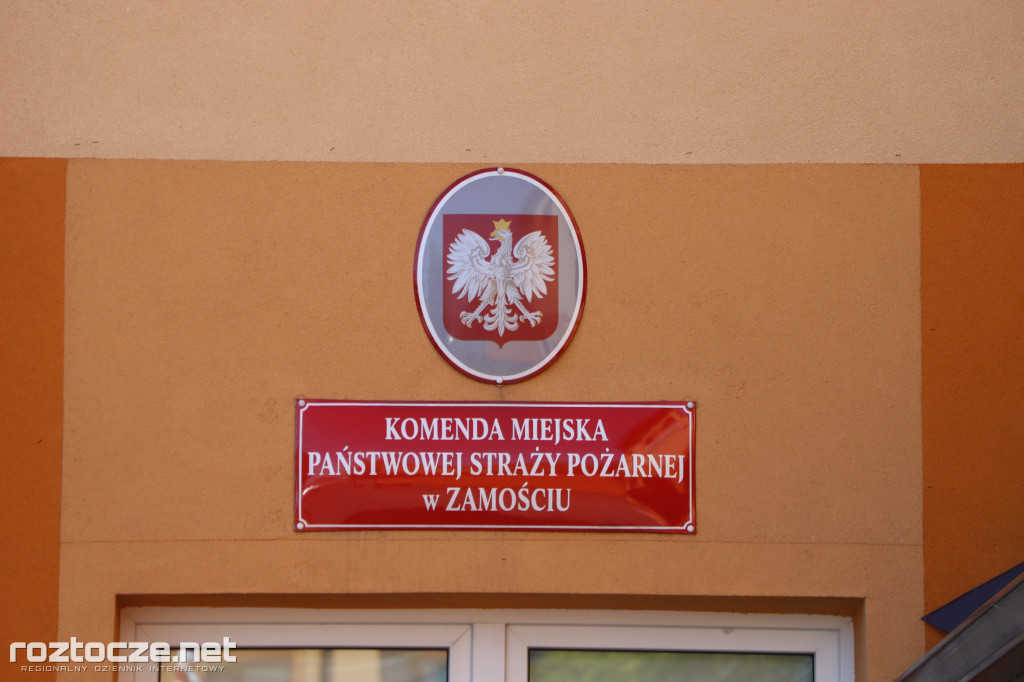 KOMENDA MIEJSKA
PAŃSTWOWEJ STRAŻY POŻARNEJ
w ZAMOŚCIU
roztocze.net
REGIONALNY DZIENNIK INTERNETOWY